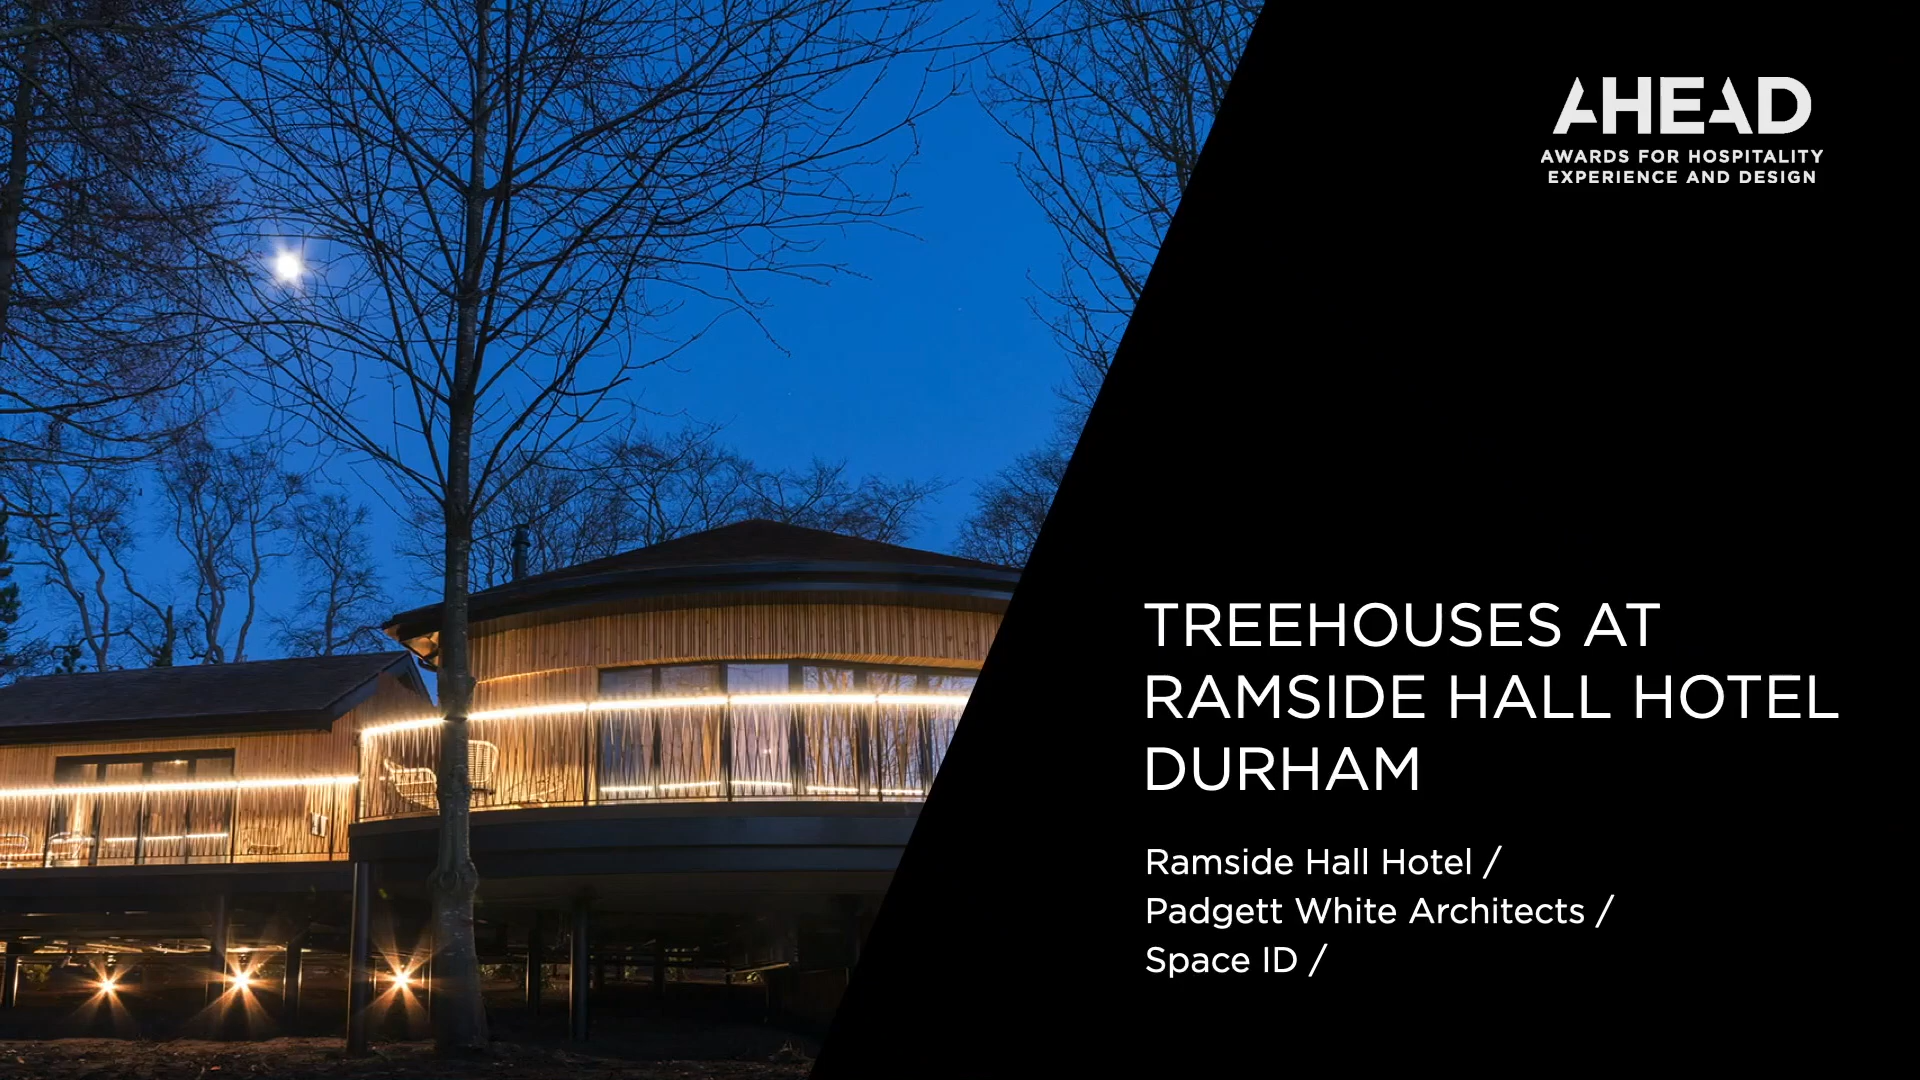 AHEAD
AWARDS FOR HOSPITALITY
EXPERIENCE AND DESIGN
TREEHOUSES AT
RAMSIDE HALL HOTEL
DURHAM
Ramside Hall Hotel /
Padgett White Architects /
Space ID /